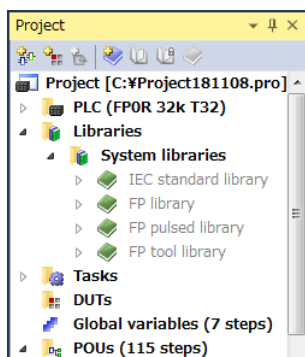 Project
Project [C:¥Project181108.pro]
PLC (FP0R 32k T32)
Libraries
System libraries
IEC standard library
FP library
FP pulsed library
FP tool library
Tasks
DUTs
Global variables (7 steps)
POUs (115 steps)